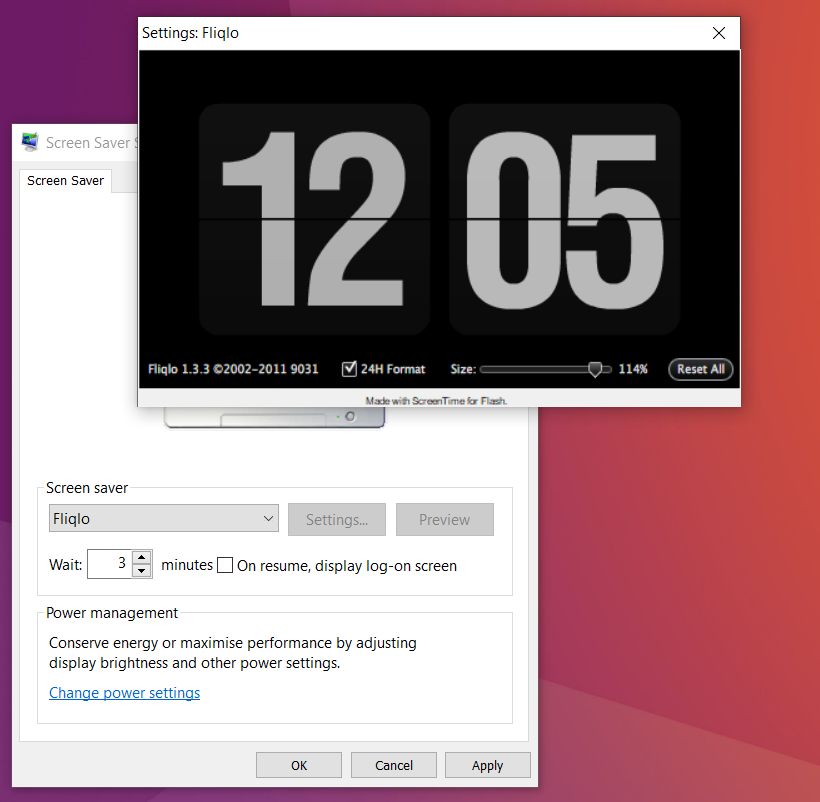 Settings: Fliqlo
12 05
Fliqlo 1.3.3 ©2002-2011 9031 24H Format Size: 114% Reset All
Made with ScreenTime for Flash.
Screen Saver S
Screen Saver
Screen saver
Fliqlo Settings... Preview
Wait: 3 minutes On resume, display log-on screen
Power management
Conserve energy or maximise performance by adjusting
display brightness and other power settings.
Change power settings
OK Cancel Apply